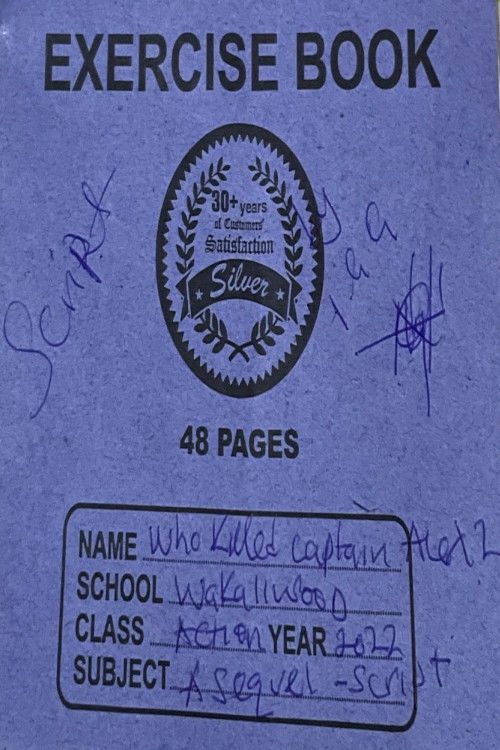 EXERCISE BOOK
30+ years
of Customers'
Satisfaction
Silver
Script
48 PAGES
NAME Who Killed Captain Alex 2
SCHOOL Wakaliwood
CLASS Action YEAR 2022
SUBJECT A Sequel - Script